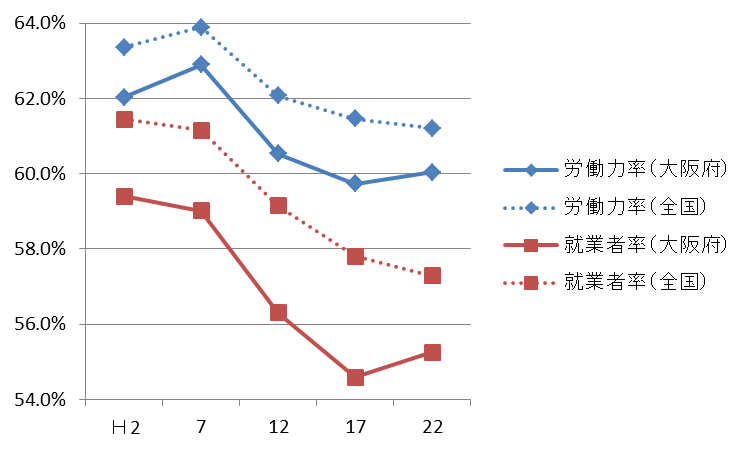 64.0%
62.0%
60.0%
58.0%
56.0%
54.0%
Ｈ2 7 12 17 22
労働力率(大阪府)
労働力率(全国)
就業者率(大阪府)
就業者率(全国)